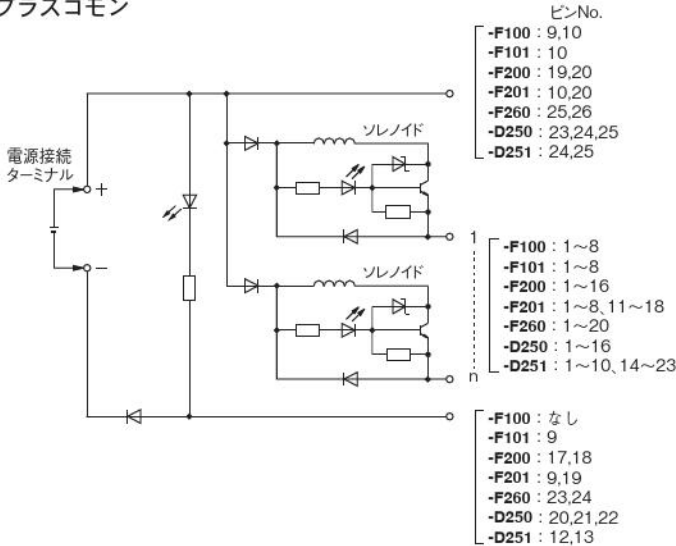 プラスコモン
ピンNo.
-F100：9,10
-F101：10
-F200：19,20
-F201：10,20
-F260：25,26
-D250：23,24,25
-D251：24,25
ソレノイド
電源接続
ターミナル
+
−
1
-F100：1〜8
-F101：1〜8
-F200：1〜16
-F201：1〜8、11〜18
-F260：1〜20
-D250：1〜16
-D251：1〜10、14〜23
ソレノイド
n
-F100：なし
-F101：9
-F200：17,18
-F201：9,19
-F260：23,24
-D250：20,21,22
-D251：12,13